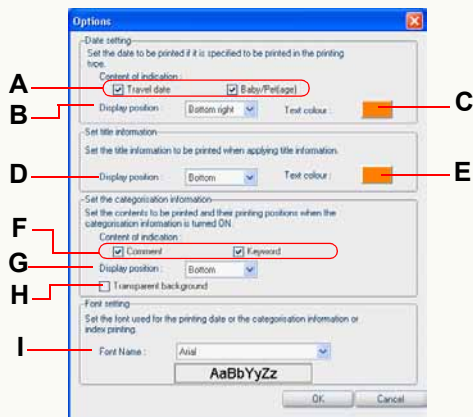 Options
Date setting
Set the date to be printed if it is specified to be printed in the printing
type.
Content of indication :
A Travel date Baby/Pet(age)
B Display position : Bottom right Text colour : C
Set title information
Set the title information to be printed when applying title information.
D Display position : Bottom Text colour : E
Set the categorisation information
Set the contents to be printed and their printing positions when the
categorisation information is turned ON.
Content of indication :
F Comment Keyword
G Display position : Bottom
H Transparent background
Font setting
Set the font used for the printing date or the categorisation information or
index printing.
I Font Name : Arial
AaBbYyZz
OK Cancel